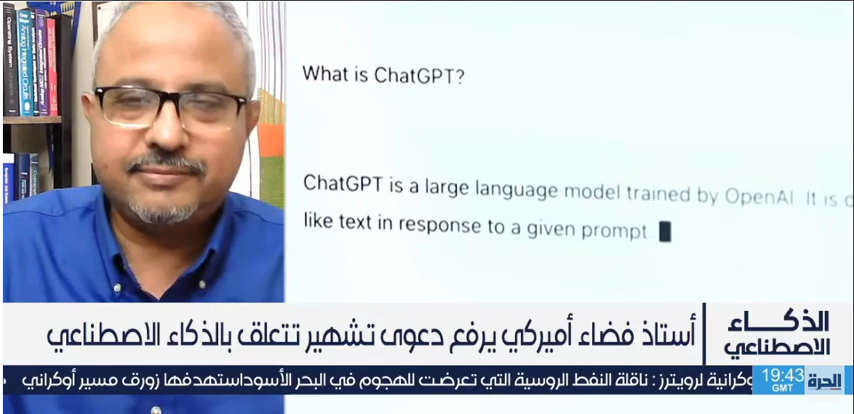 What is ChatGPT?
ChatGPT is a large language model trained by OpenAI. It is
like text in response to a given prompt.
الذكاء
الاصطناعي
أستاذ فضاء أميركي يرفع دعوى تشهير تتعلق بالذكاء الاصطناعي
وكرانية لرويترز : ناقلة النفط الروسية التي تعرضت للهجوم في البحر الأسوداستهدفها زورق مسير أوكراني
19:43
GMT
الحرة